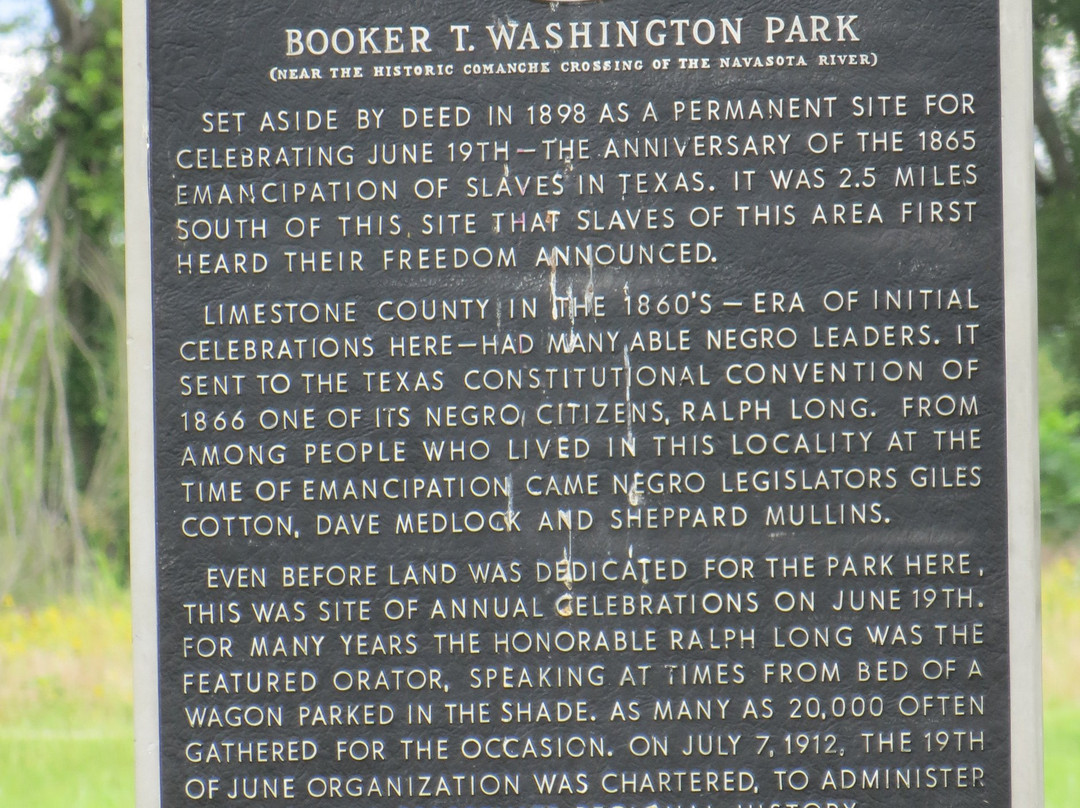 BOOKER T. WASHINGTON PARK
(NEAR THE HISTORIC COMANCHE CROSSING OF THE NAVASOTA RIVER)
SET ASIDE BY DEED IN 1898 AS A PERMANENT SITE FOR
CELEBRATING JUNE 19TH—THE ANNIVERSARY OF THE 1865
EMANCIPATION OF SLAVES IN TEXAS. IT WAS 2.5 MILES
SOUTH OF THIS SITE THAT SLAVES OF THIS AREA FIRST
HEARD THEIR FREEDOM ANNOUNCED.
LIMESTONE COUNTY IN THE 1860'S—ERA OF INITIAL
CELEBRATIONS HERE—HAD MANY ABLE NEGRO LEADERS. IT
SENT TO THE TEXAS CONSTITUTIONAL CONVENTION OF
1866 ONE OF ITS NEGRO CITIZENS, RALPH LONG. FROM
AMONG PEOPLE WHO LIVED IN THIS LOCALITY AT THE
TIME OF EMANCIPATION CAME NEGRO LEGISLATORS GILES
COTTON, DAVE MEDLOCK AND SHEPPARD MULLINS.
EVEN BEFORE LAND WAS DEDICATED FOR THE PARK HERE,
THIS WAS SITE OF ANNUAL CELEBRATIONS ON JUNE 19TH.
FOR MANY YEARS THE HONORABLE RALPH LONG WAS THE
FEATURED ORATOR, SPEAKING AT TIMES FROM BED OF A
WAGON PARKED IN THE SHADE. AS MANY AS 20,000 OFTEN
GATHERED FOR THE OCCASION. ON JULY 7, 1912, THE 19TH
OF JUNE ORGANIZATION WAS CHARTERED, TO ADMINISTER
REGIONAL HISTORY